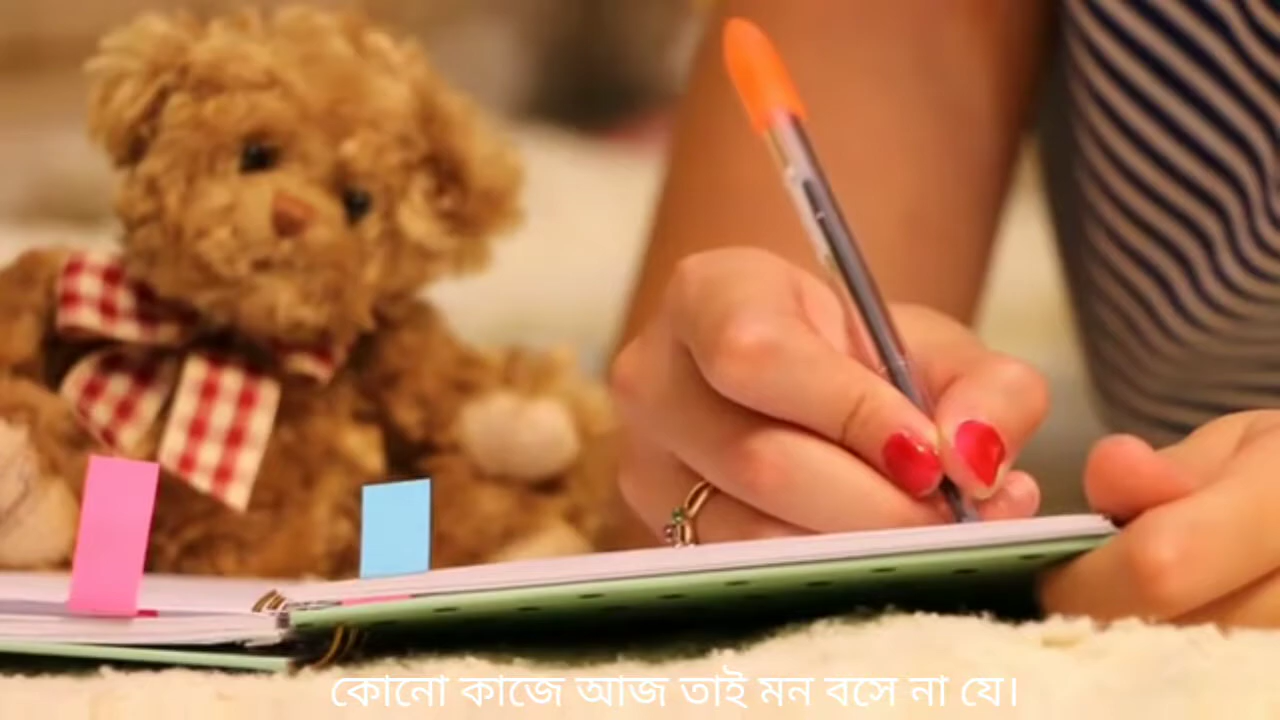 কোনো কাজে আজ তাই মন বসে না যে।